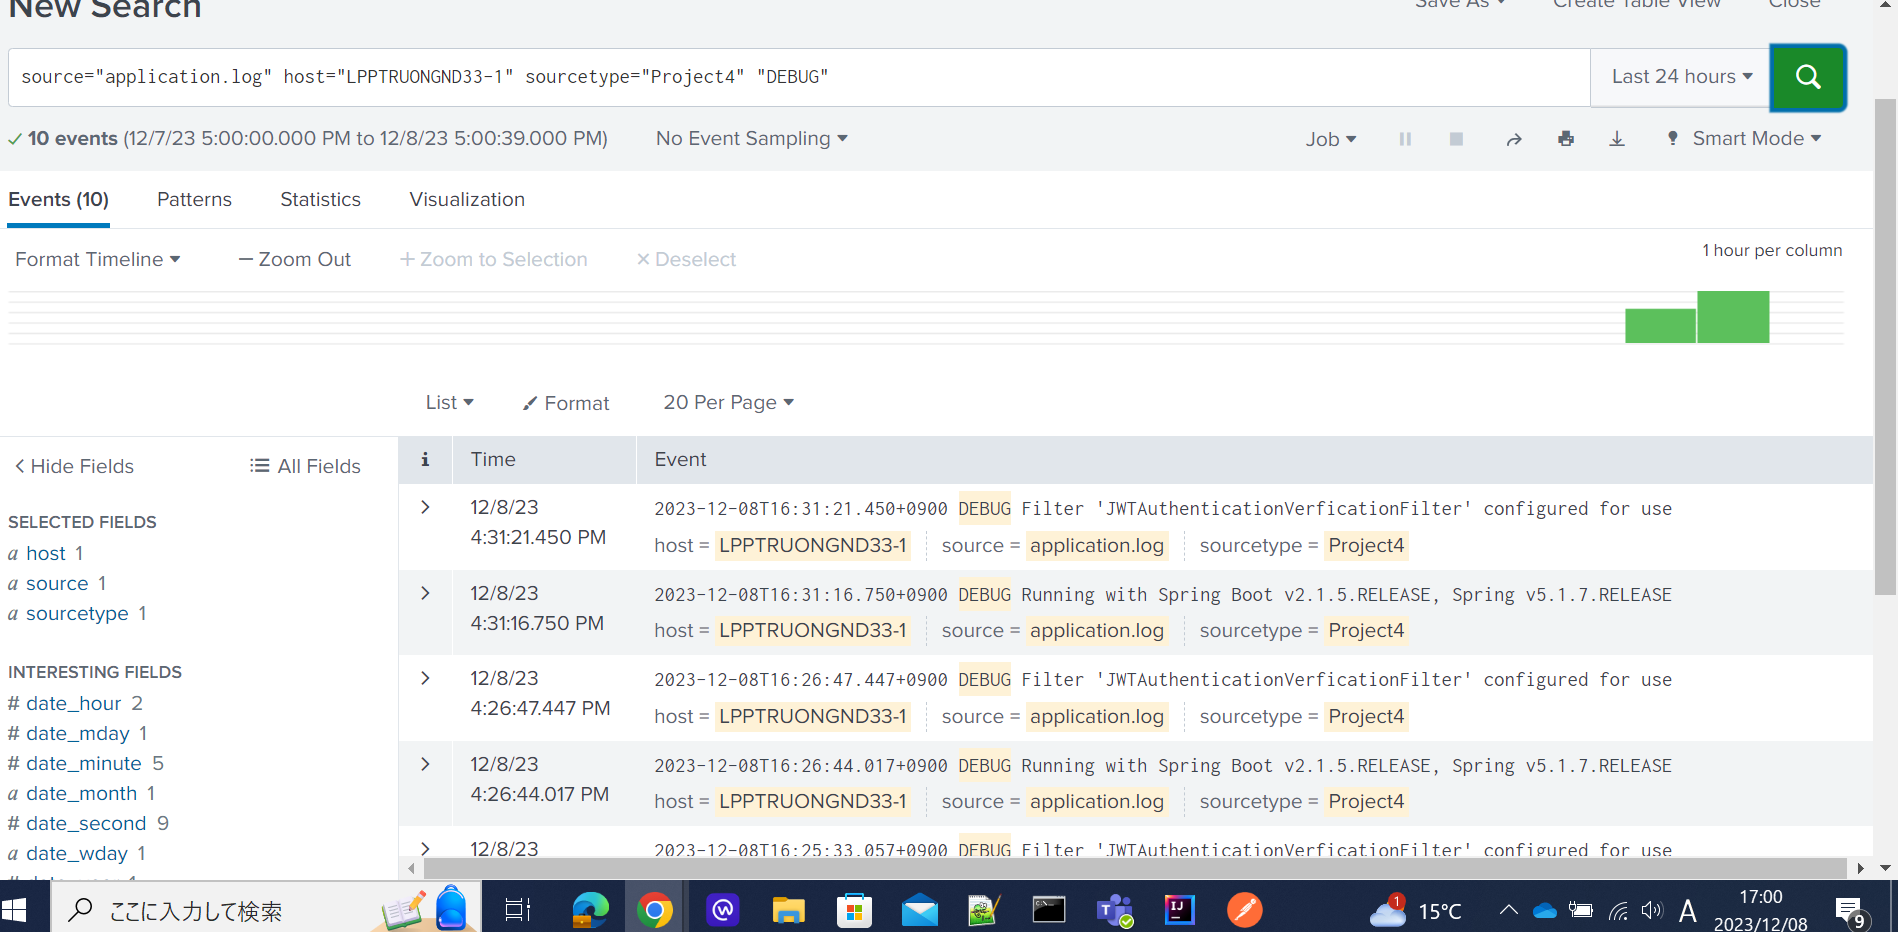 New Search
Save As
Create Table View
Close
source="application.log" host="LPPTRUONGND33-1" sourcetype="Project4" "DEBUG"
Last 24 hours
10 events (12/7/23 5:00:00.000 PM to 12/8/23 5:00:39.000 PM)
No Event Sampling
Job
Smart Mode
Events (10)
Patterns
Statistics
Visualization
Format Timeline
Zoom Out
Zoom to Selection
Deselect
1 hour per column
List
Format
20 Per Page
Hide Fields
All Fields
SELECTED FIELDS
a host 1
a source 1
a sourcetype 1
INTERESTING FIELDS
# date_hour 2
# date_mday 1
# date_minute 5
a date_month 1
# date_second 9
a date_wday 1
i
Time
Event
12/8/23
4:31:21.450 PM
2023-12-08T16:31:21.450+0900 DEBUG Filter 'JWTAuthenticationVerficationFilter' configured for use
host = LPPTRUONGND33-1
source = application.log
sourcetype = Project4
12/8/23
4:31:16.750 PM
2023-12-08T16:31:16.750+0900 DEBUG Running with Spring Boot v2.1.5.RELEASE, Spring v5.1.7.RELEASE
host = LPPTRUONGND33-1
source = application.log
sourcetype = Project4
12/8/23
4:26:47.447 PM
2023-12-08T16:26:47.447+0900 DEBUG Filter 'JWTAuthenticationVerficationFilter' configured for use
host = LPPTRUONGND33-1
source = application.log
sourcetype = Project4
12/8/23
4:26:44.017 PM
2023-12-08T16:26:44.017+0900 DEBUG Running with Spring Boot v2.1.5.RELEASE, Spring v5.1.7.RELEASE
host = LPPTRUONGND33-1
source = application.log
sourcetype = Project4
12/8/23
2023-12-08T16:25:33.057+0900 DEBUG Filter 'JWTAuthenticationVerficationFilter' configured for use
ここに入力して検索
1
15°C
A
17:00
2023/12/08
9